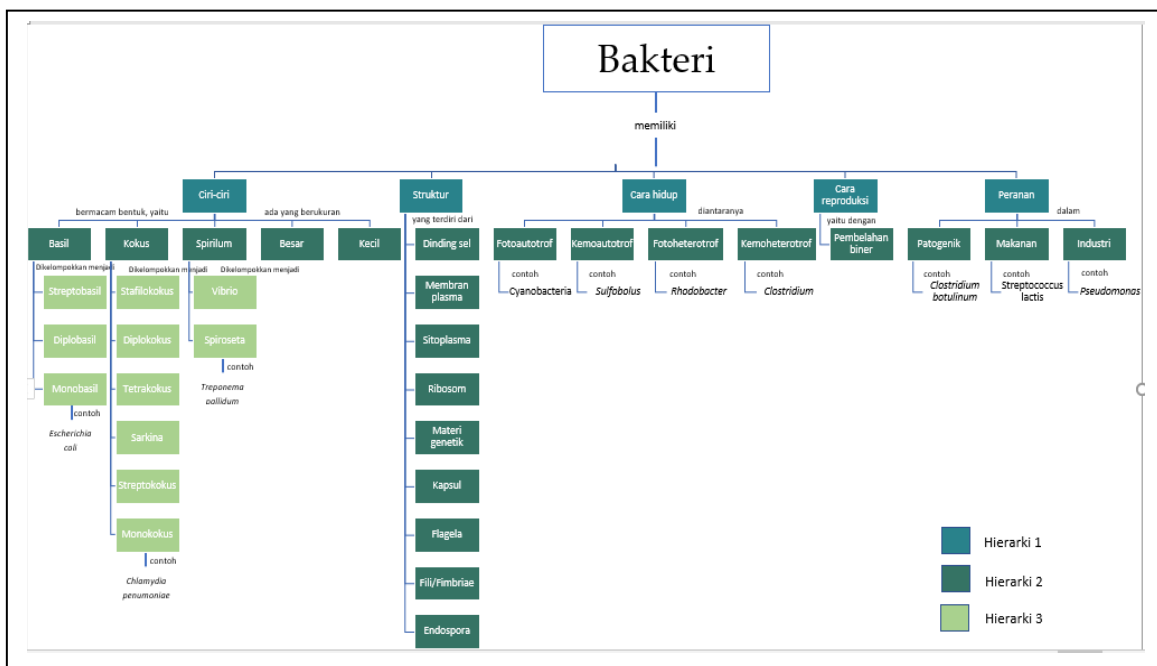 Bakteri
memiliki
Ciri-ciri
Struktur
Cara hidup
Cara
reproduksi
Peranan
bermacam bentuk, yaitu
ada yang berukuran
yang terdiri dari
diantaranya
yaitu dengan
dalam
Basil
Kokus
Spirilum
Besar
Kecil
Dinding sel
Fotoautotrof
Kemoautotrof
Fotoheterotrof
Kemoheterotrof
Pembelahan
biner
Patogenik
Makanan
Industri
Dikelompokkan menjadi
Dikelompokkan menjadi
Dikelompokkan menjadi
contoh
contoh
contoh
contoh
contoh
contoh
contoh
Streptobasil
Stafilokokus
Vibrio
Membran
plasma
Cyanobacteria
Sulfobolus
Rhodobacter
Clostridium
Clostridium
botulinum
Streptococcus
lactis
Pseudomonas
Diplobasil
Diplokokus
Spiroseta
Sitoplasma
contoh
Treponema
pallidum
Monobasil
Tetrakokus
Ribosom
contoh
Escherichia
coli
Sarkina
Materi
genetik
Streptokokus
Kapsul
Monokokus
Flagela
contoh
Chlamydia
penumoniae
Fili/Fimbriae
Endospora
Hierarki 1
Hierarki 2
Hierarki 3